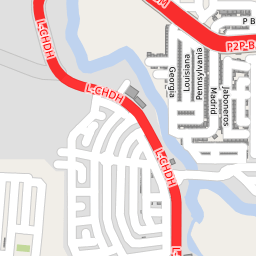 L-CHDH
P B
P2P-B
Georgia
Louisiana
Pennsylvania
Madrid
Jaboneros
L-CHDH
L-CHDH